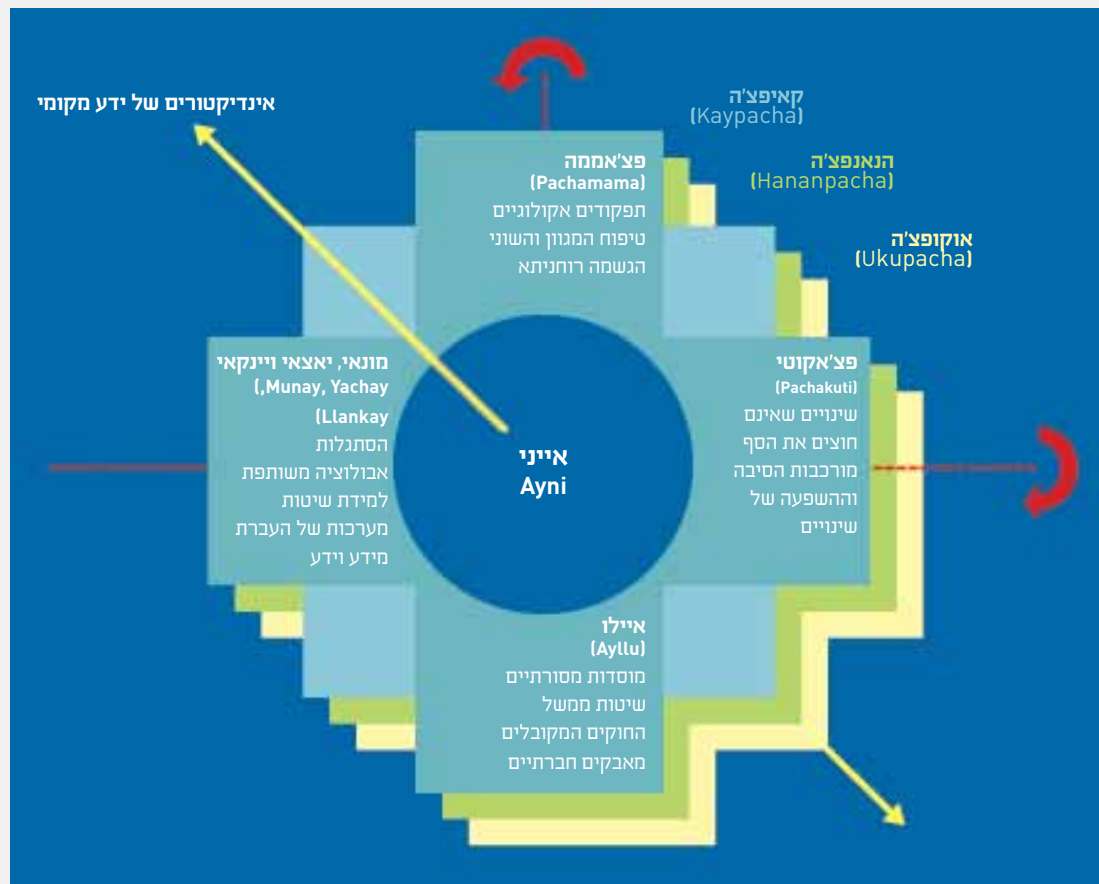 אינדיקטורים של ידע מקומי
קאיפצ'ה
(Kaypacha)
הנאנפצ'ה
(Hananpacha)
אוקופצ'ה
(Ukupacha)
פצ'אממה
(Pachamama)
תפקודים אקולוגיים
טיפוח המגוון והשוני
הגשמה רוחניתא
פצ'אקוטי
(Pachakuti)
שינויים שאינם
חוצים את הסף
מורכבות הסיבה
וההשפעה של
שינויים
אייני
Ayni
מונאי, יאצאי ויינקאי
(,Munay, Yachay
(Llankay
הסתגלות
אבולוציה משותפת
למידת שיטות
מערכות של העברת
מידע וידע
איילו
(Ayllu)
מוסדות מסורתיים
שיטות ממשל
החוקים המקובלים
מאבקים חברתיים